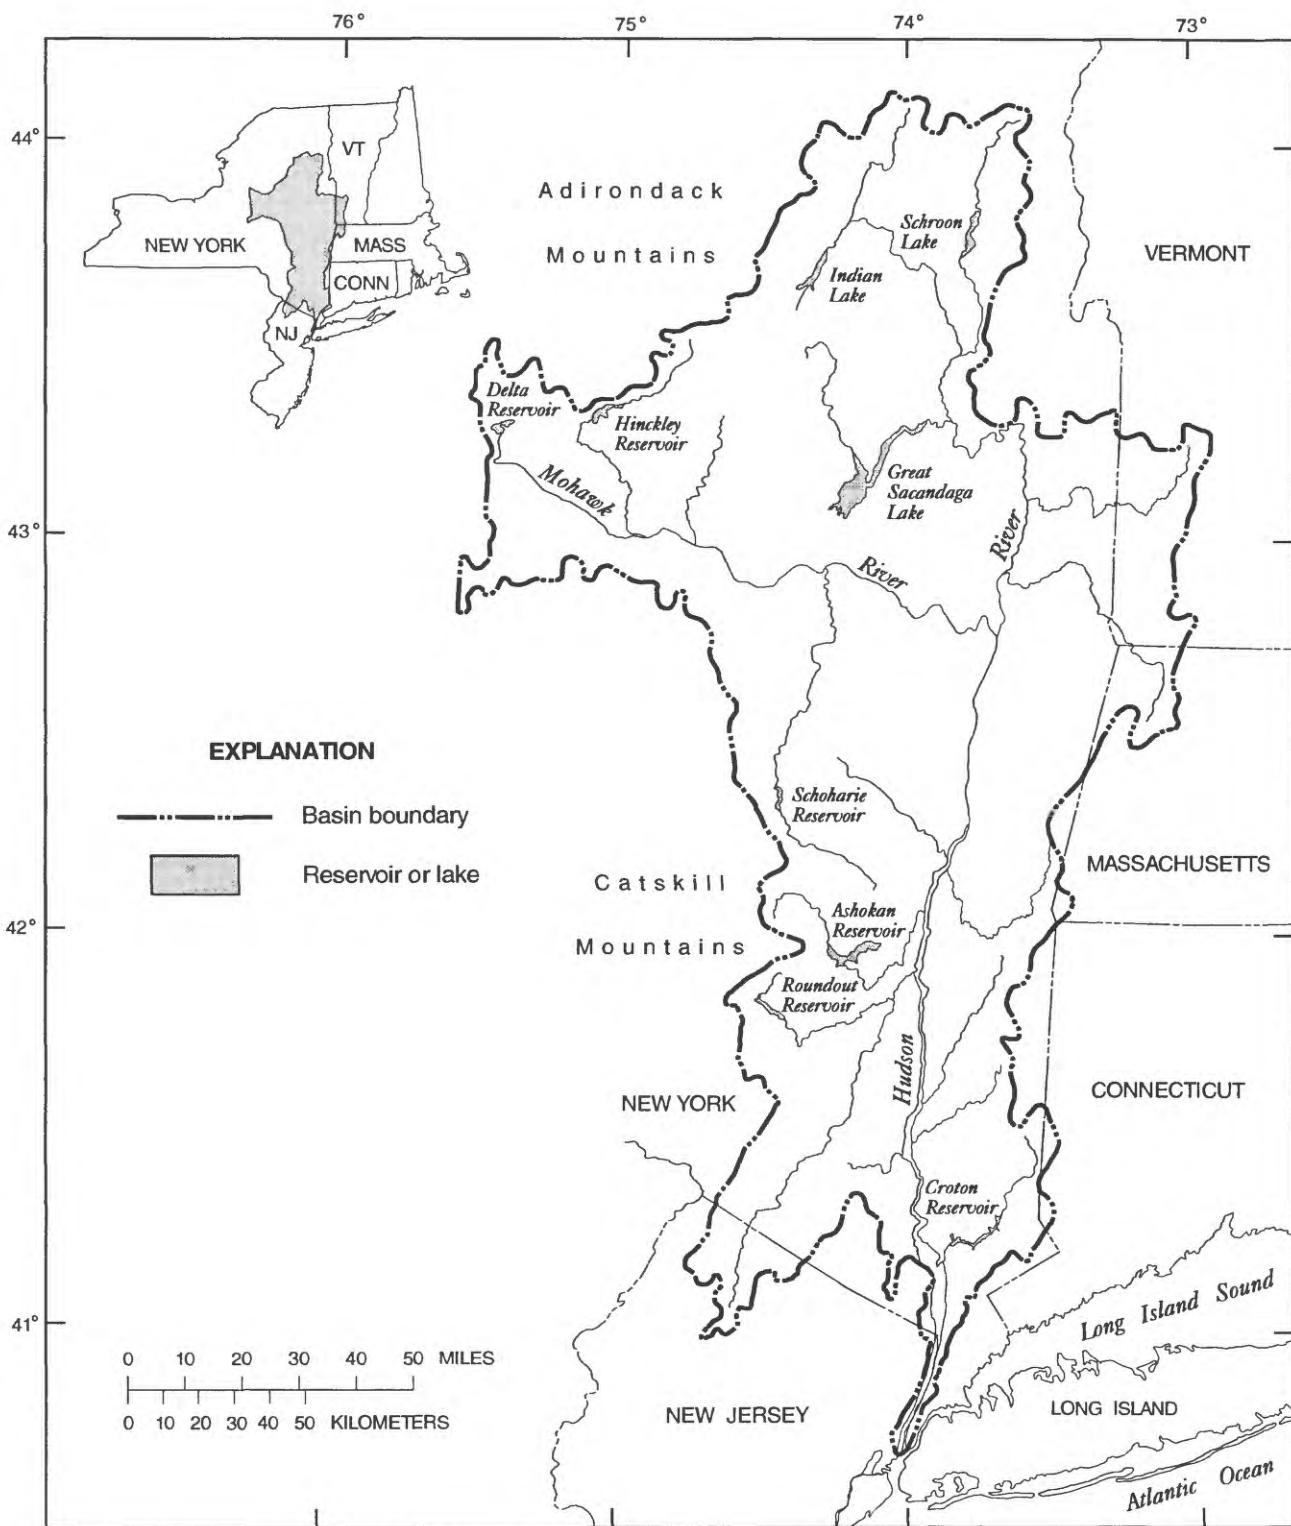 76°
75°
74°
73°
44°
43°
42°
41°
VT
NEW YORK
MASS
CONN
NJ
Adirondack
Mountains
Schroon
Lake
Indian
Lake
VERMONT
Delta
Reservoir
Hinckley
Reservoir
Great
Sacandaga
Lake
Mohawk
River
River
EXPLANATION
Basin boundary
Reservoir or lake
Schoharie
Reservoir
Catskill
Mountains
MASSACHUSETTS
Ashokan
Reservoir
Roundout
Reservoir
Hudson
NEW YORK
CONNECTICUT
Croton
Reservoir
Long Island Sound
0 10 20 30 40 50 MILES
0 10 20 30 40 50 KILOMETERS
NEW JERSEY
LONG ISLAND
Atlantic Ocean